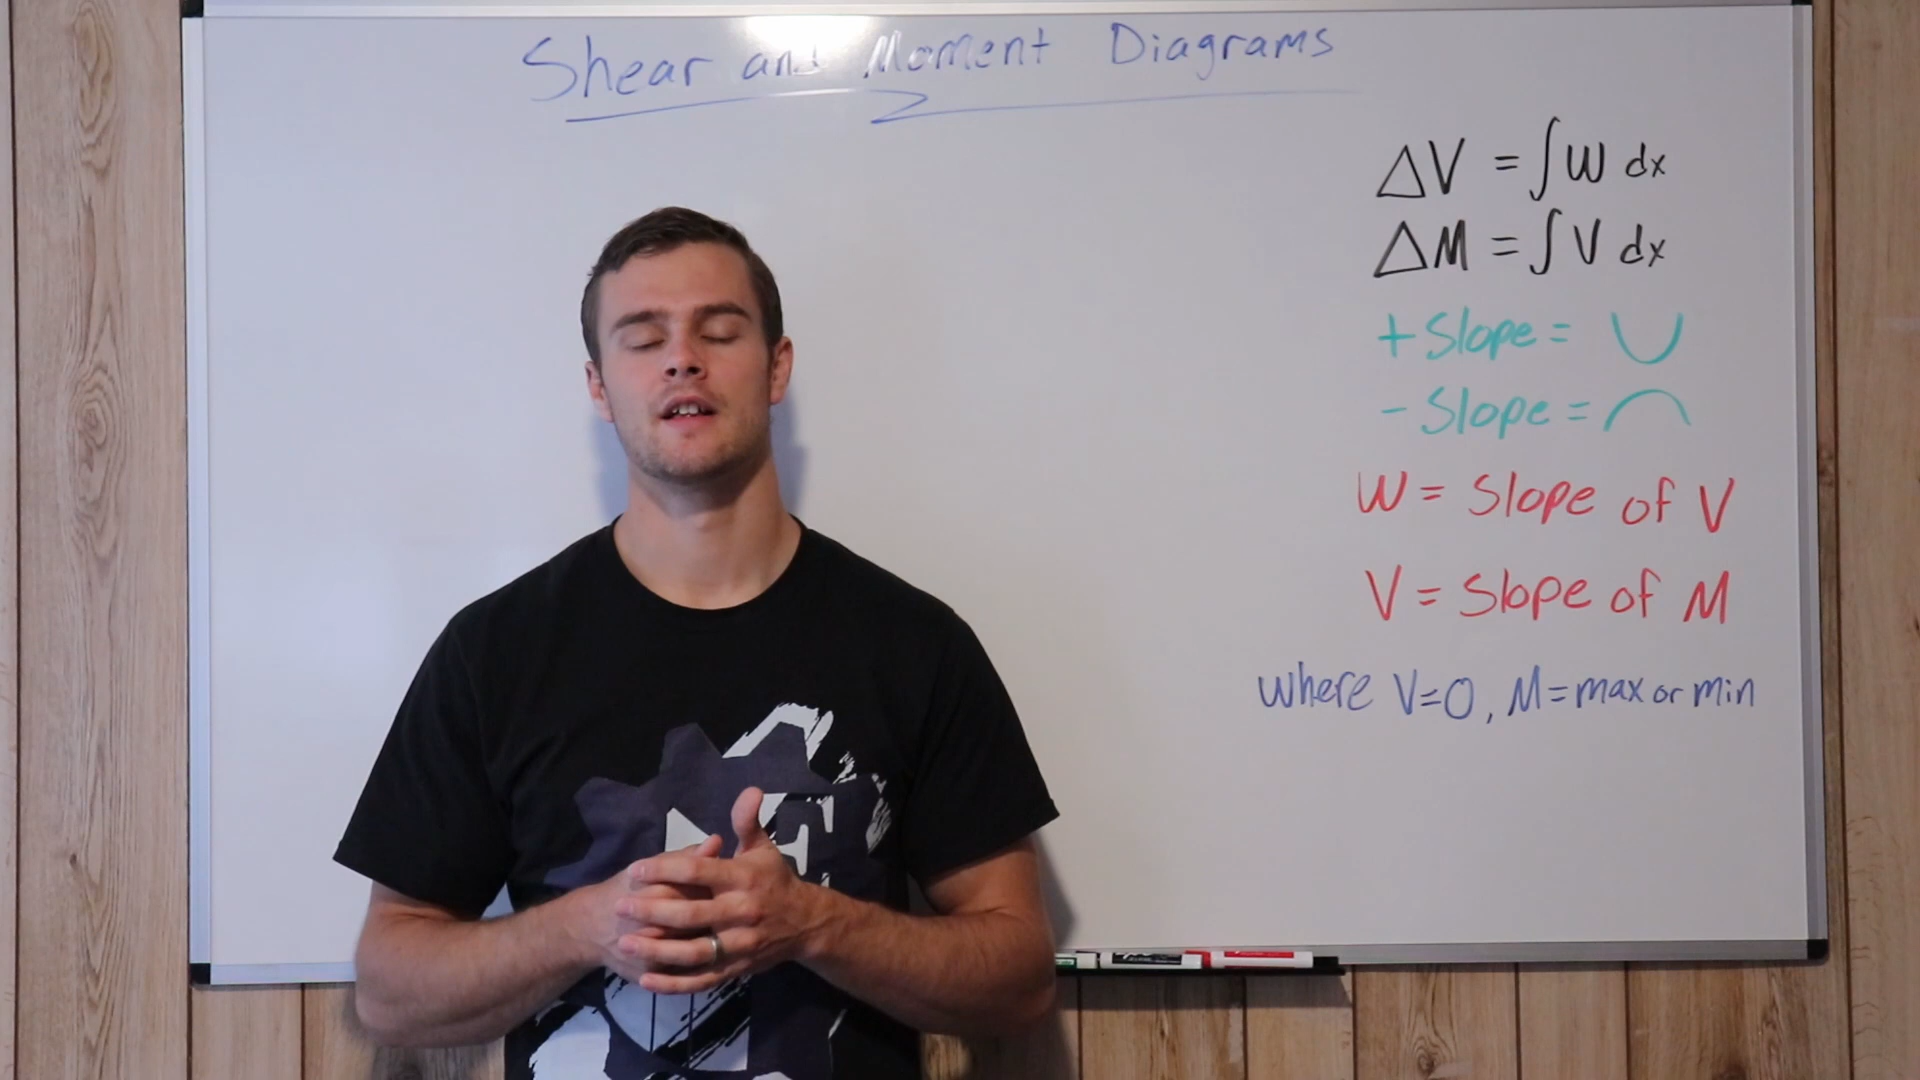 Shear and Moment Diagrams
ΔV = ∫W dx
ΔM = ∫V dx
+ Slope = ∪
- Slope = ⌒
W = Slope of V
V = Slope of M
where V=0, M=max or min